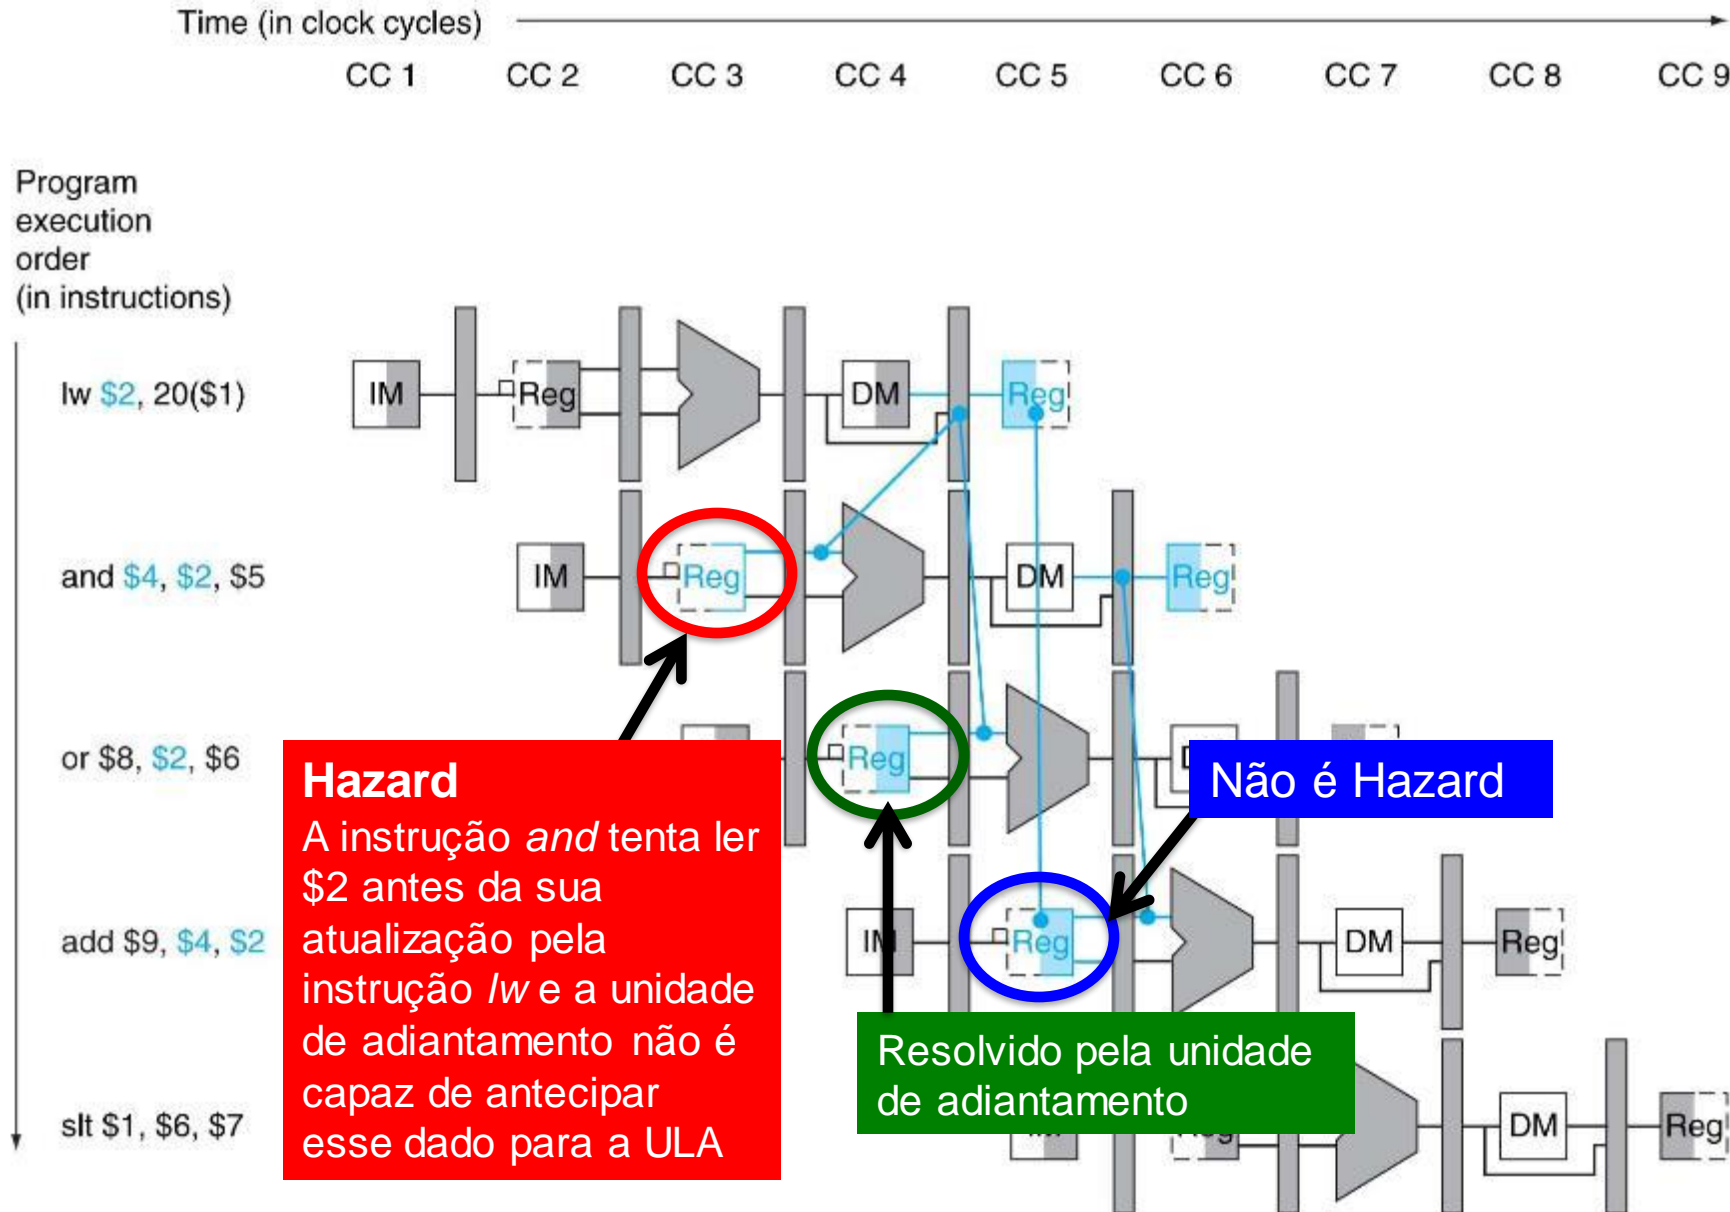 Time (in clock cycles)
CC 1 CC 2 CC 3 CC 4 CC 5 CC 6 CC 7 CC 8 CC 9
Program
execution
order
(in instructions)
lw $2, 20($1)
IM Reg DM Reg
and $4, $2, $5
IM Reg DM Reg
or $8, $2, $6
Reg
add $9, $4, $2
IM Reg DM Reg
slt $1, $6, $7
DM Reg
Hazard
A instrução and tenta ler
$2 antes da sua
atualização pela
instrução lw e a unidade
de adiantamento não é
capaz de antecipar
esse dado para a ULA
Não é Hazard
Resolvido pela unidade
de adiantamento